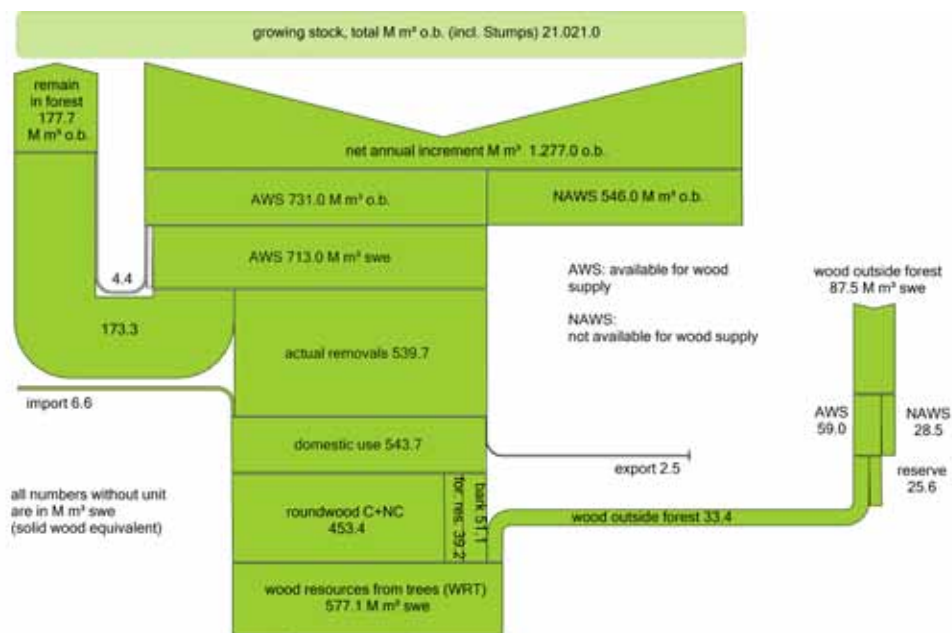 growing stock, total M m³ o.b. (incl. Stumps) 21.021.0
remain
in forest
177.7
M m³ o.b.
net annual increment M m³ 1.277.0 o.b.
AWS 731.0 M m³ o.b.
NAWS 546.0 M m³ o.b.
AWS 713.0 M m³ swe
4.4
173.3
AWS: available for wood
supply
NAWS:
not available for wood supply
wood outside forest
87.5 M m³ swe
actual removals 539.7
import 6.6
AWS
59.0
NAWS
28.5
domestic use 543.7
export 2.5
reserve
25.6
all numbers without unit
are in M m³ swe
(solid wood equivalent)
roundwood C+NC
453.4
for. res. 39.2
bark 51.1
wood outside forest 33.4
wood resources from trees (WRT)
577.1 M m³ swe